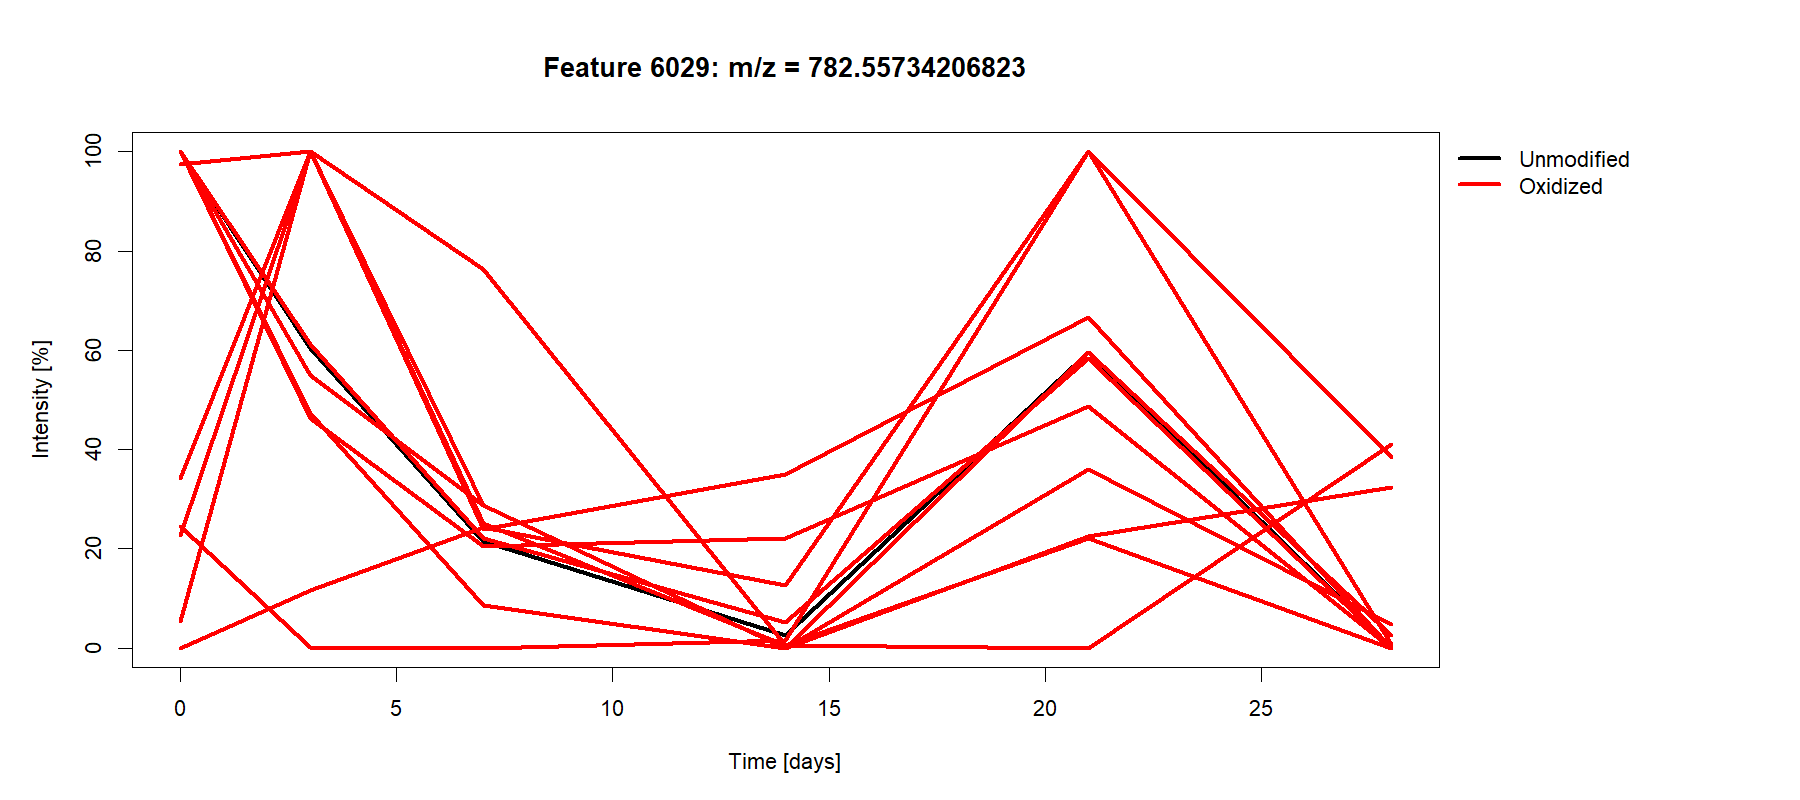 Feature 6029: m/z = 782.55734206823
Unmodified
Oxidized
Intensity [%]
100
80
60
40
20
0
0 5 10 15 20 25
Time [days]